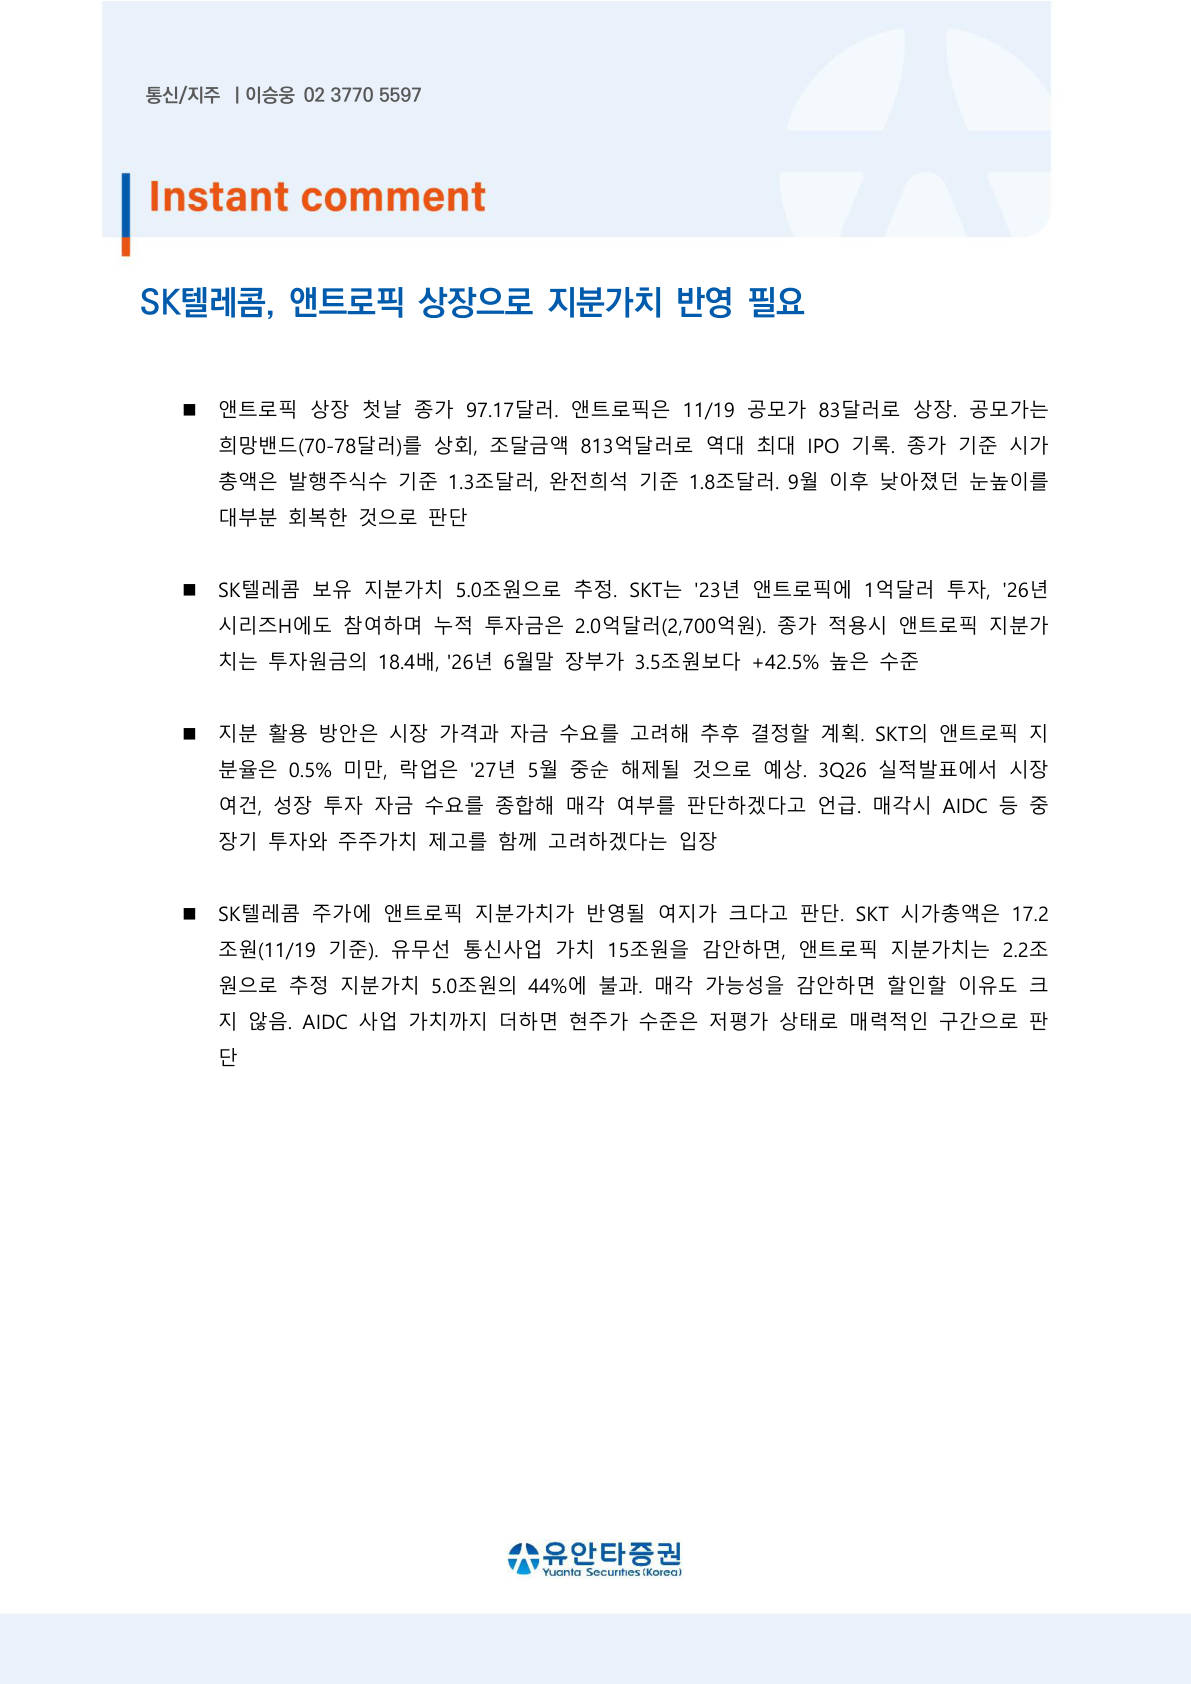 통신/지주 | 이승웅 02 3770 5597
Instant comment
SK텔레콤, 앤트로픽 상장으로 지분가치 반영 필요
■ 앤트로픽 상장 첫날 종가 97.17달러. 앤트로픽은 11/19 공모가 83달러로 상장. 공모가는
희망밴드(70-78달러)를 상회, 조달금액 813억달러로 역대 최대 IPO 기록. 종가 기준 시가
총액은 발행주식수 기준 1.3조달러, 완전희석 기준 1.8조달러. 9월 이후 낮아졌던 눈높이를
대부분 회복한 것으로 판단
■ SK텔레콤 보유 지분가치 5.0조원으로 추정. SKT는 '23년 앤트로픽에 1억달러 투자, '26년
시리즈H에도 참여하며 누적 투자금은 2.0억달러(2,700억원). 종가 적용시 앤트로픽 지분가
치는 투자원금의 18.4배, '26년 6월말 장부가 3.5조원보다 +42.5% 높은 수준
■ 지분 활용 방안은 시장 가격과 자금 수요를 고려해 추후 결정할 계획. SKT의 앤트로픽 지
분율은 0.5% 미만, 락업은 '27년 5월 중순 해제될 것으로 예상. 3Q26 실적발표에서 시장
여건, 성장 투자 자금 수요를 종합해 매각 여부를 판단하겠다고 언급. 매각시 AIDC 등 중
장기 투자와 주주가치 제고를 함께 고려하겠다는 입장
■ SK텔레콤 주가에 앤트로픽 지분가치가 반영될 여지가 크다고 판단. SKT 시가총액은 17.2
조원(11/19 기준). 유무선 통신사업 가치 15조원을 감안하면, 앤트로픽 지분가치는 2.2조
원으로 추정 지분가치 5.0조원의 44%에 불과. 매각 가능성을 감안하면 할인할 이유도 크
지 않음. AIDC 사업 가치까지 더하면 현주가 수준은 저평가 상태로 매력적인 구간으로 판
단
유안타증권
Yuanta Securities (Korea)